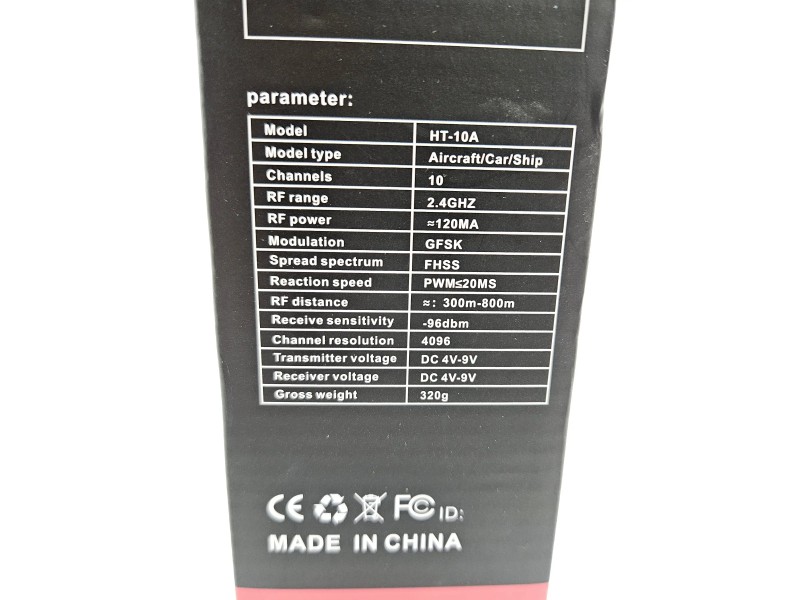 parameter:
Model HT-10A
Model type Aircraft/Car/Ship
Channels 10
RF range 2.4GHZ
RF power ≈120MA
Modulation GFSK
Spread spectrum FHSS
Reaction speed PWM≤20MS
RF distance ≈: 300m-800m
Receive sensitivity -96dbm
Channel resolution 4096
Transmitter voltage DC 4V-9V
Receiver voltage DC 4V-9V
Gross weight 320g
CE FC ID:
MADE IN CHINA